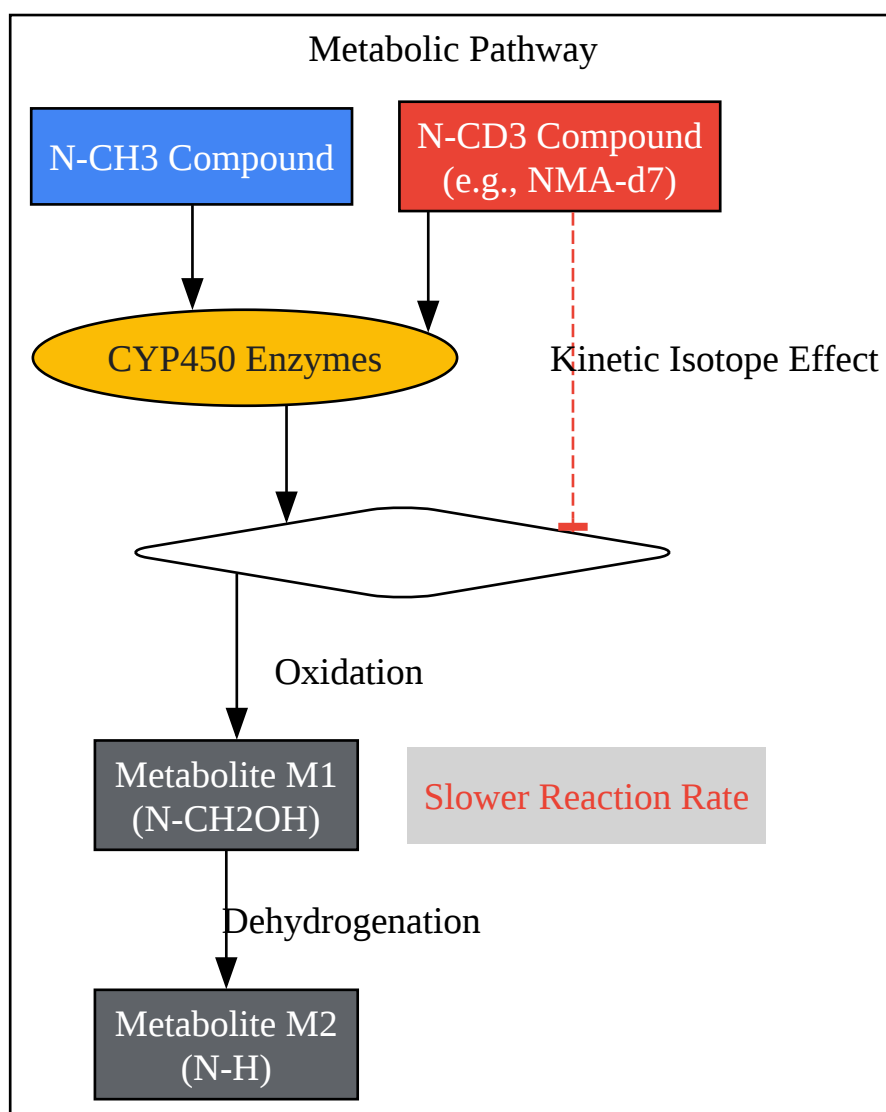 Metabolic Pathway
N-CH3 Compound
N-CD3 Compound
(e.g., NMA-d7)
CYP450 Enzymes
Kinetic Isotope Effect
Oxidation
Metabolite M1
(N-CH2OH)
Slower Reaction Rate
Dehydrogenation
Metabolite M2
(N-H)